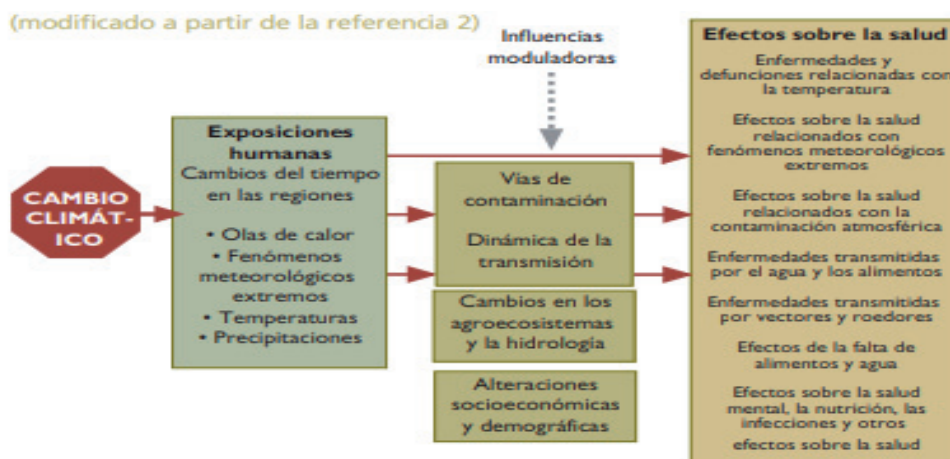 (modificado a partir de la referencia 2)
CAMBIO
CLIMÁT-
ICO
Exposiciones
humanas
Cambios del tiempo
en las regiones
• Olas de calor
• Fenómenos
meteorológicos
extremos
• Temperaturas
• Precipitaciones
Influencias
moduladoras
Vías de
contaminación
Dinámica de la
transmisión
Cambios en los
agroecosistemas
y la hidrología
Alteraciones
socioeconómicas
y demográficas
Efectos sobre la salud
Enfermedades y
defunciones relacionadas con
la temperatura
Efectos sobre la salud
relacionados con
fenómenos meteorológicos
extremos
Efectos sobre la salud
relacionados con la
contaminación atmosférica
Enfermedades transmitidas
por el agua y los alimentos
Enfermedades transmitidas
por vectores y roedores
Efectos de la falta de
alimentos y agua
Efectos sobre la salud
mental, la nutrición, las
infecciones y otros
efectos sobre la salud